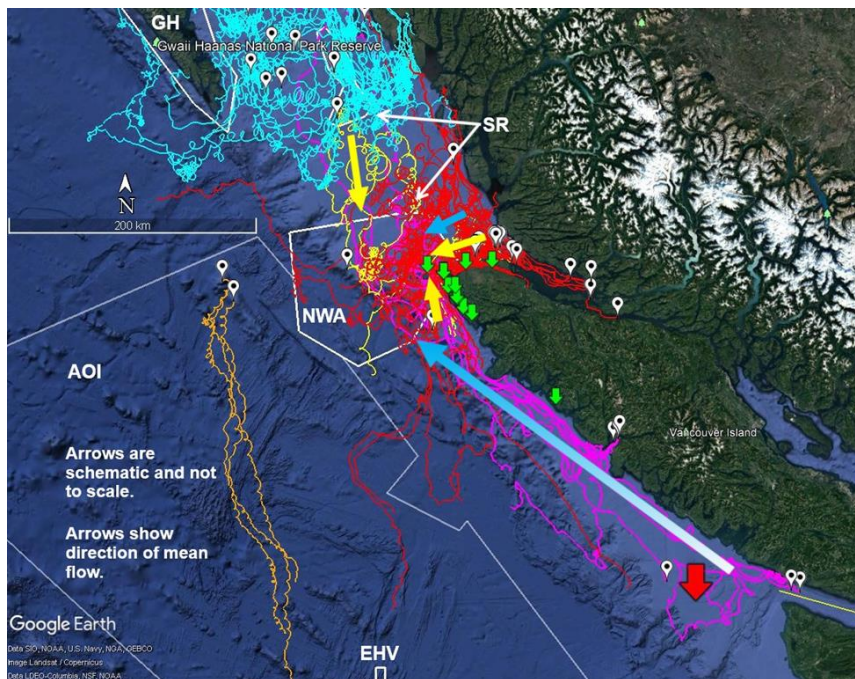 GH
Gwaii Haanas National Park Reserve
SR
N
200 km
NWA
AOI
Vancouver Island
Arrows are
schematic and not
to scale.
Arrows show
direction of mean
flow.
EHV
Google Earth
Data SIO, NOAA, U.S. Navy, NGA, GEBCO
Image Landsat / Copernicus
Data LDEO-Columbia, NSF, NOAA